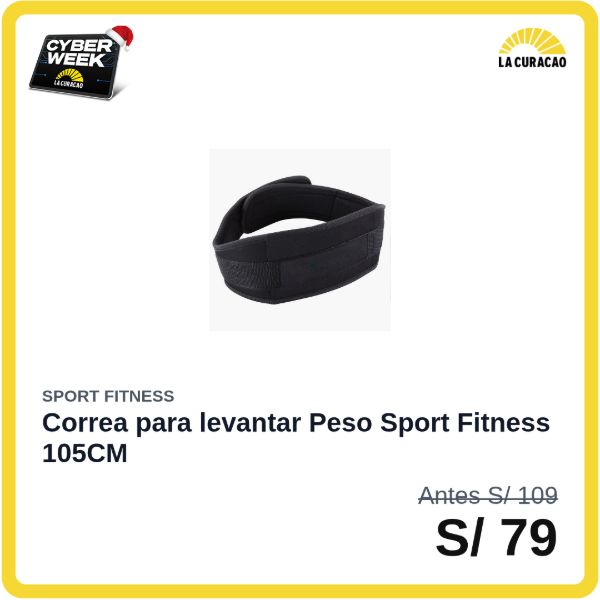 CYBER
WEEK
LA CURACAO
LA CURACAO
SPORT FITNESS
Correa para levantar Peso Sport Fitness
105CM
Antes S/ 109
S/ 79